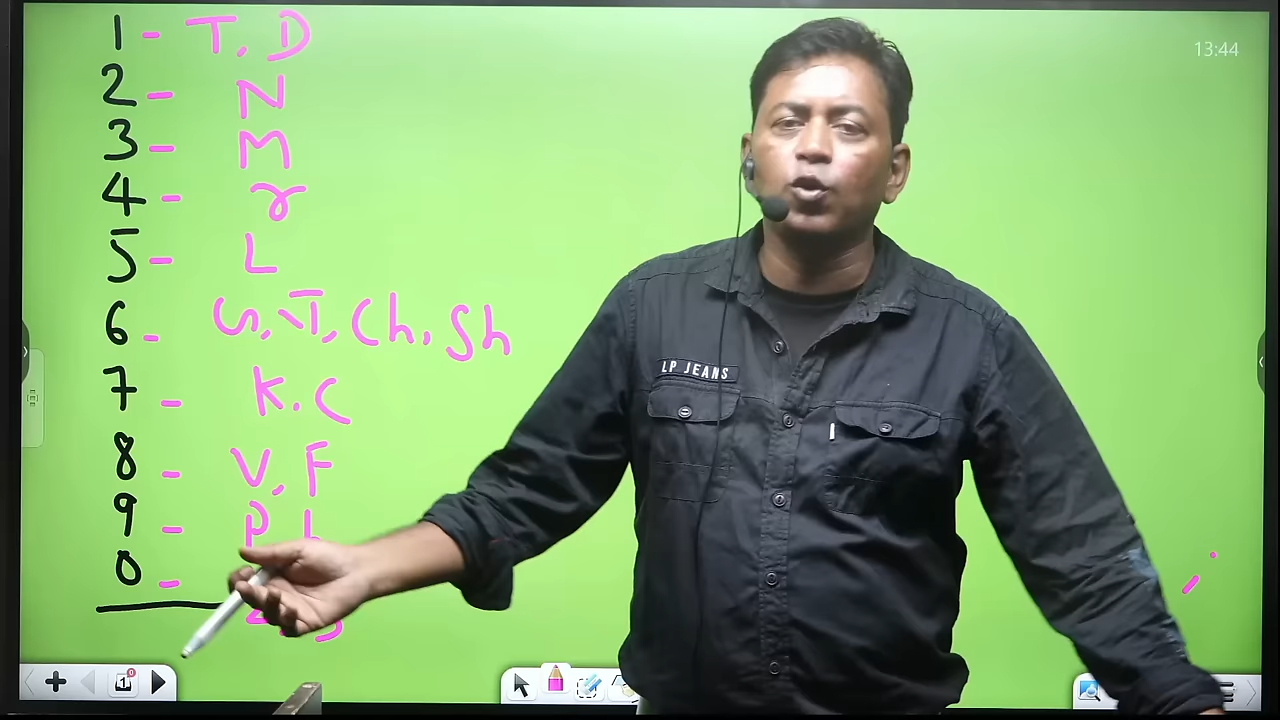 1 - T, D
13:44
2 - N
3 - M
4 - r
5 - L
6 - G, J, Ch, Sh
LP JEANS
7 - K, C
8 - V, F
9 - P,
0 -